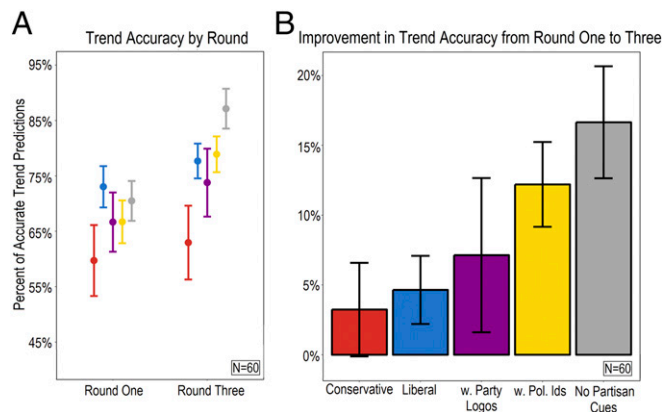 A
Trend Accuracy by Round
Percent of Accurate Trend Predictions
95%
85%
75%
65%
55%
45%
N=60
Round One
Round Three
B
Improvement in Trend Accuracy from Round One to Three
20%
15%
10%
5%
0%
N=60
Conservative
Liberal
w. Party
Logos
w. Pol. Ids
No Partisan
Cues